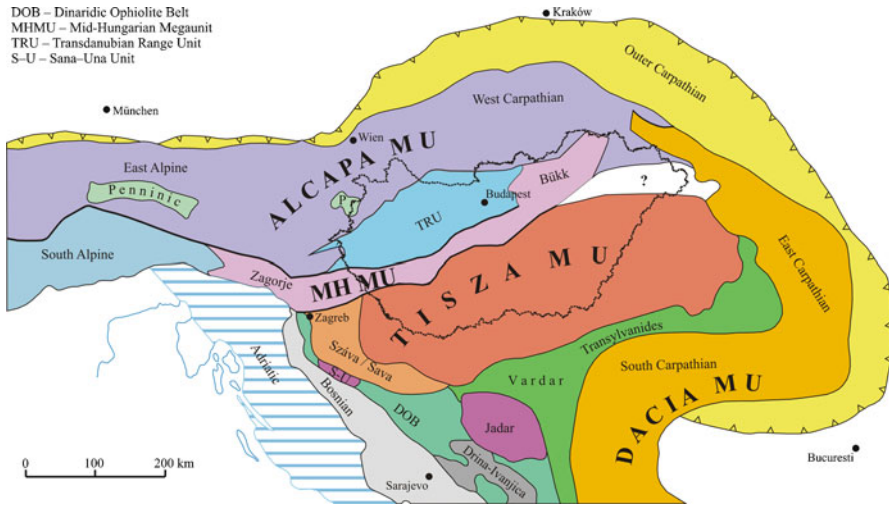 DOB – Dinaridic Ophiolite Belt
MHMU – Mid-Hungarian Megaunit
TRU – Transdanubian Range Unit
S–U – Sana–Una Unit
Kraków
Outer Carpathian
München
West Carpathian
Wien
East Alpine
ALCAPA MU
Penninic
P
Bükk
?
Budapest
TRU
South Alpine
Zagorje
MH MU
TISZA MU
East Carpathian
Zagreb
Transylvanides
Száva / Sava
Adriatic
S–U
South Carpathian
Vardar
Bosnian
DOB
DACIA MU
Jadar
Drina-Ivanjica
Bucuresti
0 100 200 km
Sarajevo